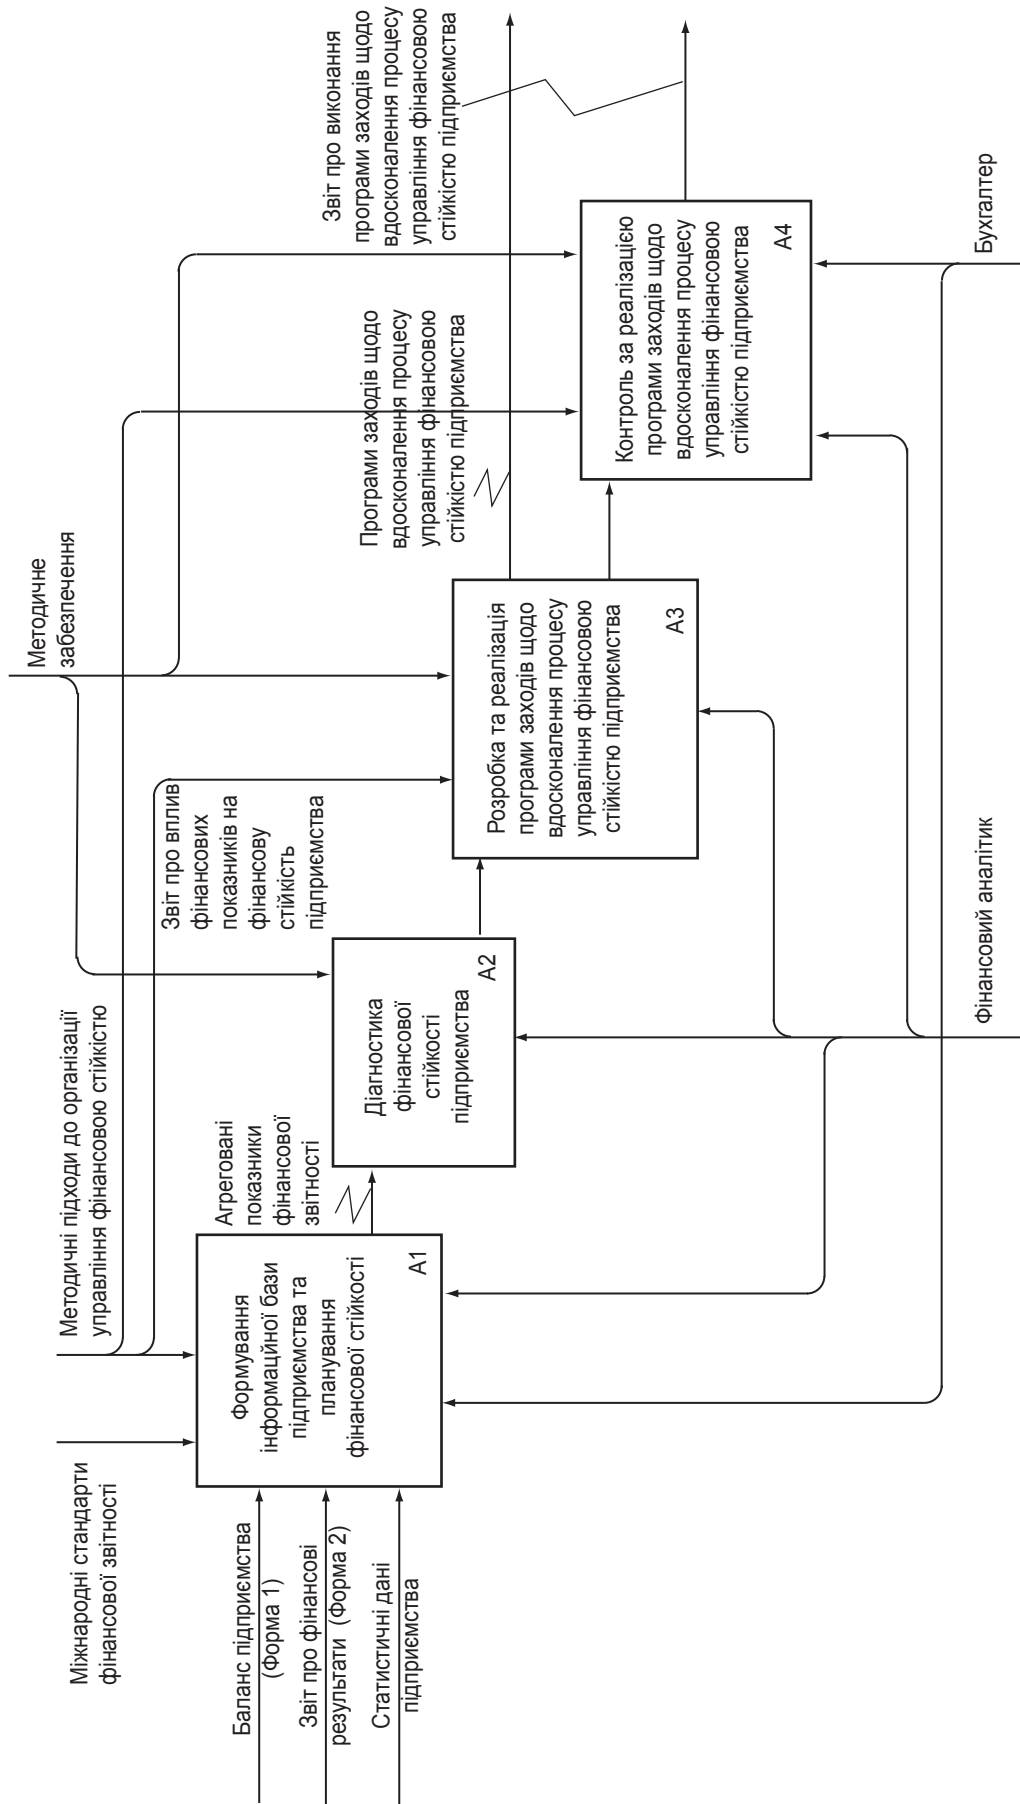 Міжнародні стандарти
фінансової звітності
Методичні підходи до організації
управління фінансовою стійкістю
Методичне
забезпечення
Баланс підприємства
(Форма 1)
Звіт про фінансові
результати (Форма 2)
Статистичні дані
підприємства
Формування
інформаційної бази
підприємства та
планування
фінансової стійкості
А1
Агреговані
показники
фінансової
звітності
Діагностика
фінансової
стійкості
підприємства
А2
Звіт про вплив
фінансових
показників на
фінансову
стійкість
підприємства
Розробка та реалізація
програми заходів щодо
вдосконалення процесу
управління фінансовою
стійкістю підприємства
А3
Програми заходів щодо
вдосконалення процесу
управління фінансовою
стійкістю підприємства
Контроль за реалізацією
програми заходів щодо
вдосконалення процесу
управління фінансовою
стійкістю підприємства
А4
Звіт про виконання
програми заходів щодо
вдосконалення процесу
управління фінансовою
стійкістю підприємства
Фінансовий аналітик
Бухгалтер